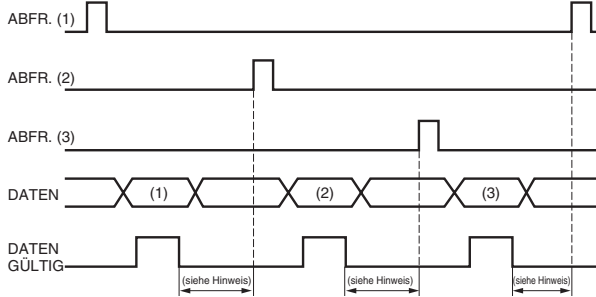 ABFR. (1)
ABFR. (2)
ABFR. (3)
DATEN
(1)
(2)
(3)
DATEN
GÜLTIG
(siehe Hinweis)
(siehe Hinweis)
(siehe Hinweis)